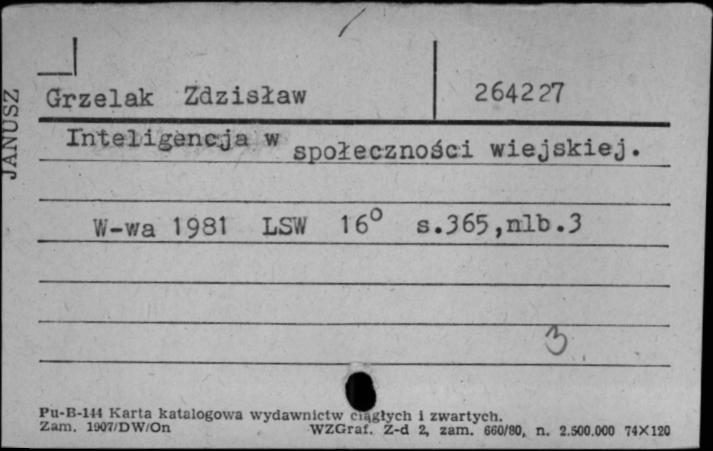 JANUSZ
Grzelak Zdzisław 264227
Inteligencja w społeczności wiejskiej.
W-wa 1981 LSW 16° s.365,nlb.3
3
Pu-B-144 Karta katalogowa wydawnictw ciągłych i zwartych.
Zam. 1907/DW/On WZGraf. Z-d 2, zam. 660/80, n. 2.500.000 74X120